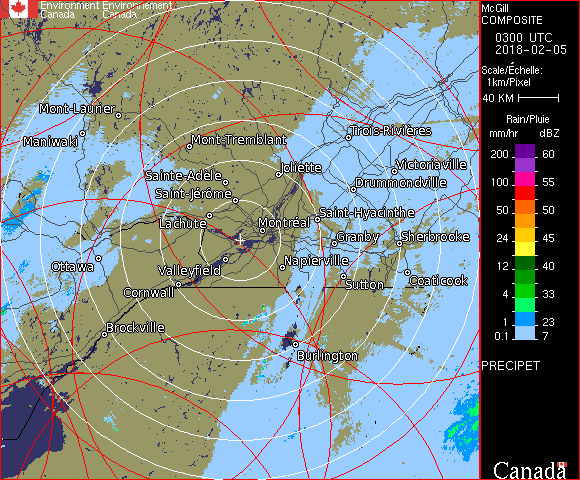 Environment Environnement
Canada Canada
McGill
COMPOSITE
0300 UTC
2018-02-05
Scale/Échelle:
1km/Pixel
40 KM
Rain/Pluie
mm/hr dBZ
200 60
100 55
50 50
24 45
12 40
4 33
1 23
0.1 7
PRECIPET
Canada
Mont-Laurier
Maniwaki
Mont-Tremblant
Trois-Rivières
Joliette
Victoriaville
Sainte-Adèle
Drummondville
Saint-Jérôme
Saint-Hyacinthe
Lachute
Montréal
Granby
Sherbrooke
Ottawa
Valleyfield
Napierville
Coaticook
Sutton
Cornwall
Brockville
Burlington